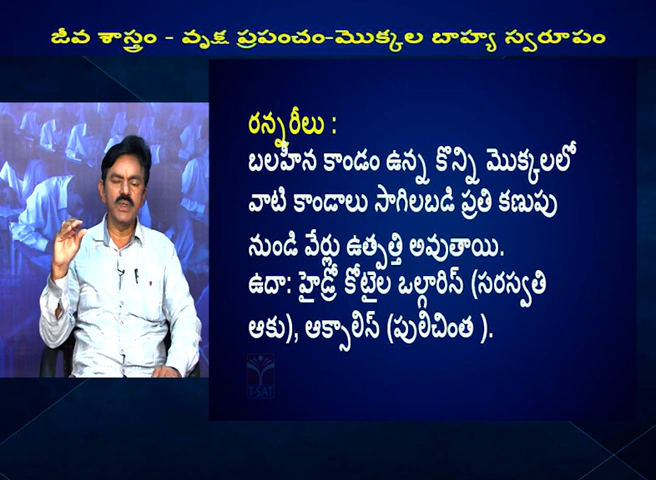 జీవ శాస్త్రం - వృక్ష ప్రపంచం-మొక్కల బాహ్య స్వరూపం
రన్నరీలు :
బలహీన కాండం ఉన్న కొన్ని మొక్కలలో
వాటి కాండాలు సాగిలబడి ప్రతి కణుపు
నుండి వేర్లు ఉత్పత్తి అవుతాయి.
ఉదా: హైడ్రో కోటైల ఒల్గారిస్ (సరస్వతి
ఆకు), ఆక్సాలిస్ (పులిచింత ).
T-SAT